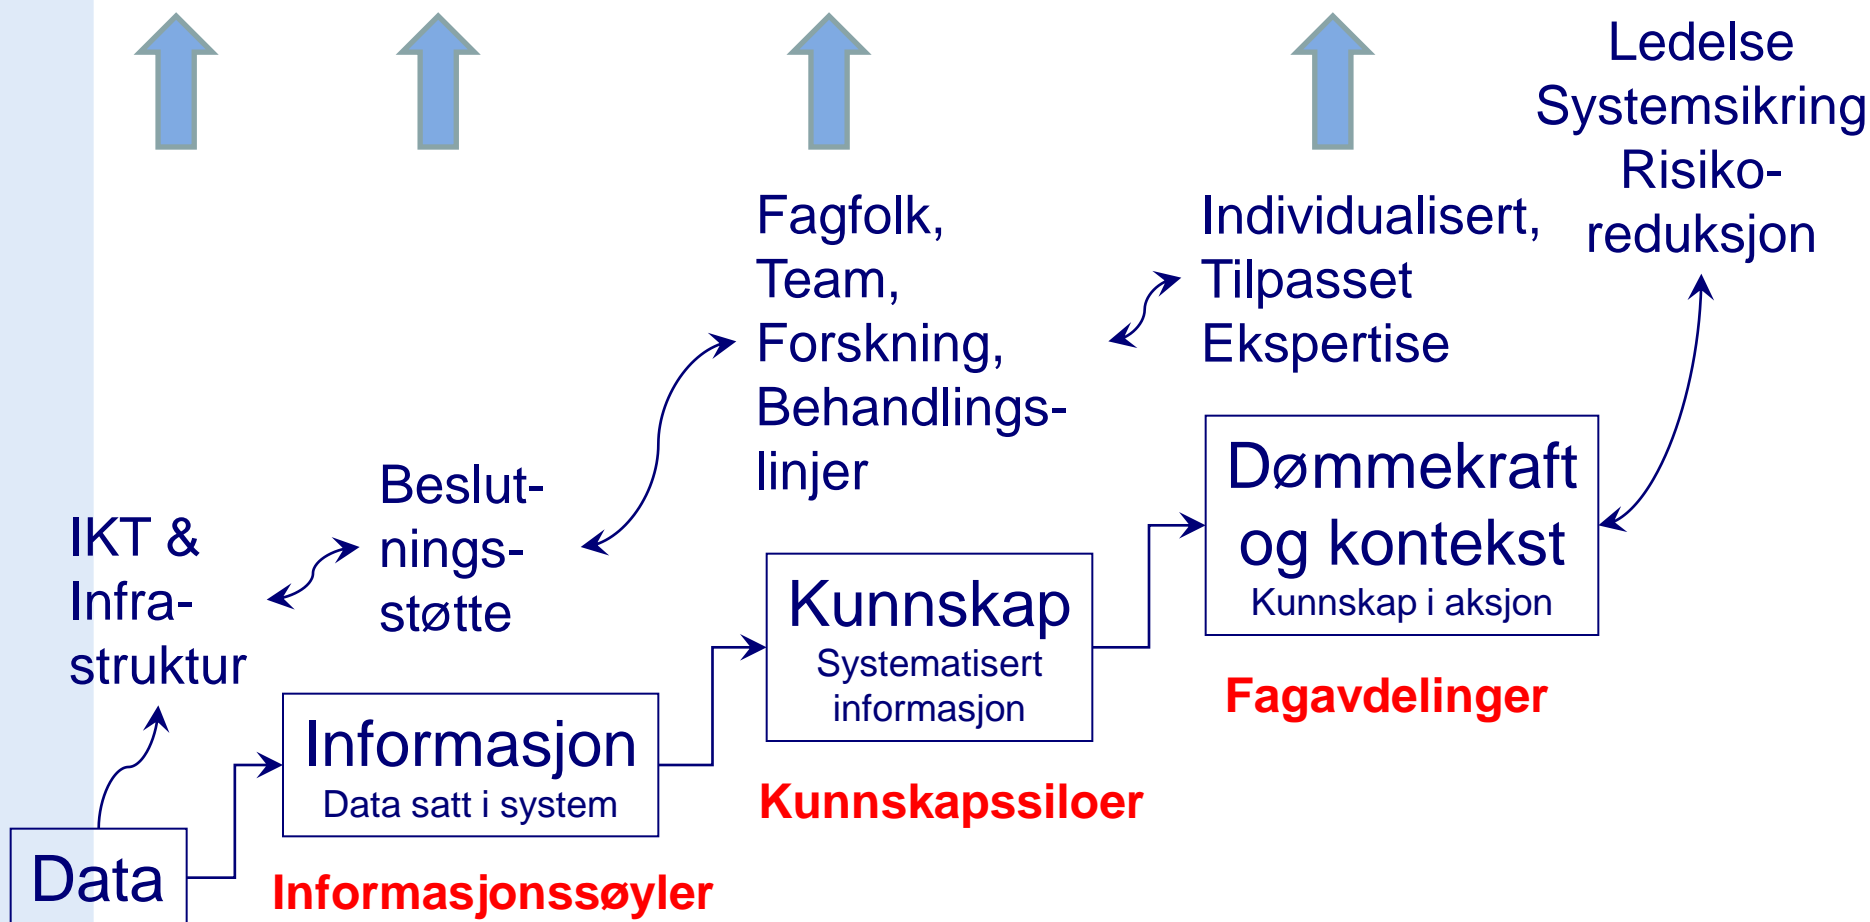 Ledelse
Systemsikring
Risiko-
reduksjon
Fagfolk,
Team,
Forskning,
Behandlings-
linjer
Individualisert,
Tilpasset
Ekspertise
Beslut-
nings-
støtte
IKT &
Infra-
struktur
Dømmekraft
og kontekst
Kunnskap i aksjon
Fagavdelinger
Kunnskap
Systematisert
informasjon
Kunnskapssiloer
Informasjon
Data satt i system
Informasjonssøyler
Data